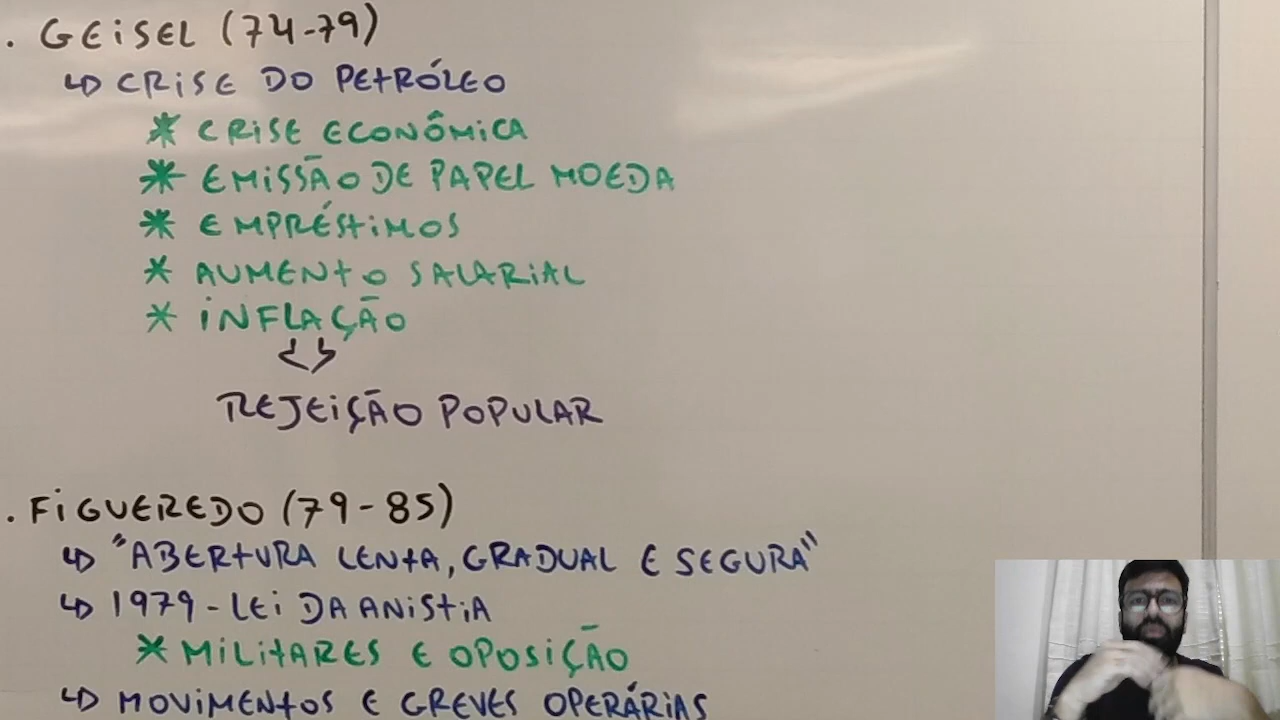 . GEISEL (74-79)
↳ CRISE DO PETRÓLEO
* CRISE ECONÔMICA
* EMISSÃO DE PAPEL MOEDA
* EMPRÉSTIMOS
* AUMENTO SALARIAL
* INFLAÇÃO
REJEIÇÃO POPULAR
. FIGUEREDO (79-85)
↳ "ABERTURA LENTA, GRADUAL E SEGURA"
↳ 1979 - LEI DA ANISTIA
* MILITARES E OPOSIÇÃO
↳ MOVIMENTOS E GREVES OPERÁRIAS